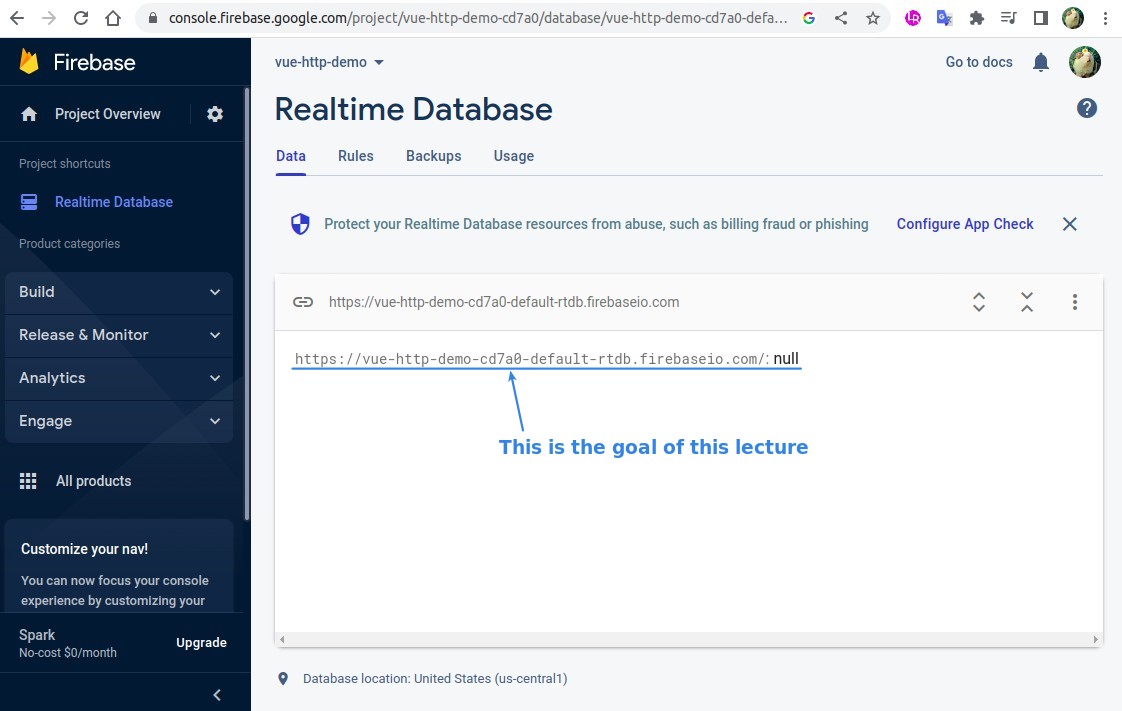 console.firebase.google.com/project/vue-http-demo-cd7a0/database/vue-http-demo-cd7a0-defa...
Firebase
Project Overview
Project shortcuts
Realtime Database
Product categories
Build
Release & Monitor
Analytics
Engage
All products
Customize your nav!
You can now focus your console
experience by customizing your
Spark
No-cost $0/month
Upgrade
vue-http-demo
Go to docs
Realtime Database
Data Rules Backups Usage
Protect your Realtime Database resources from abuse, such as billing fraud or phishing
Configure App Check
https://vue-http-demo-cd7a0-default-rtdb.firebaseio.com
https://vue-http-demo-cd7a0-default-rtdb.firebaseio.com/: null
This is the goal of this lecture
Database location: United States (us-central1)